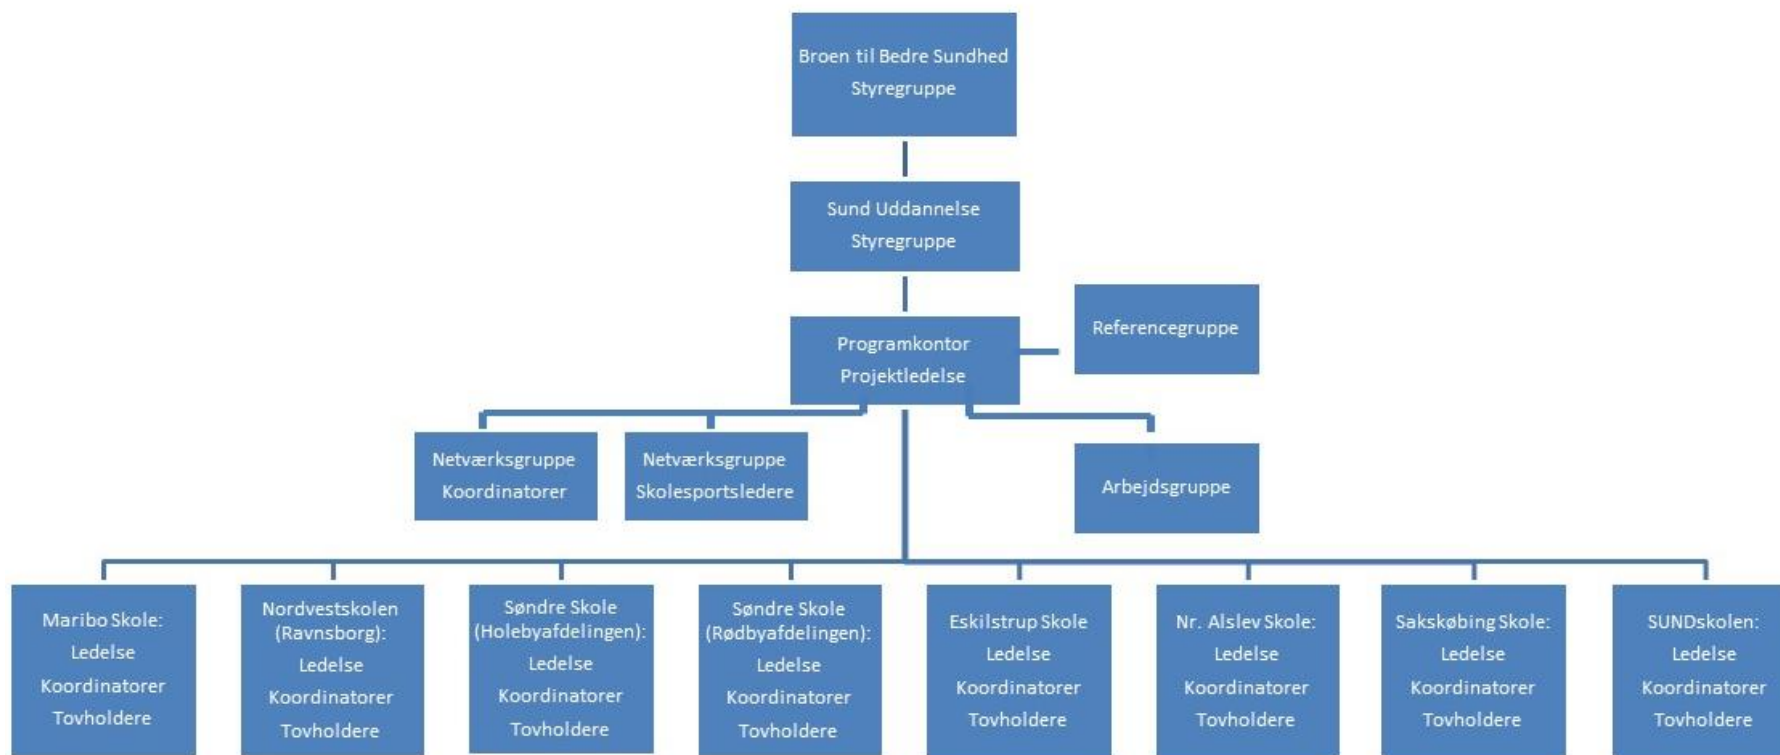 Broen til Bedre Sundhed
Styregruppe
Sund Uddannelse
Styregruppe
Programkontor
Projektledelse
Referencegruppe
Netværksgruppe
Koordinatorer
Netværksgruppe
Skolesportsledere
Arbejdsgruppe
Maribo Skole:
Ledelse
Koordinatorer
Tovholdere
Nordvestskolen
(Ravnsborg):
Ledelse
Koordinatorer
Tovholdere
Søndre Skole
(Holebyafdelingen):
Ledelse
Koordinatorer
Tovholdere
Søndre Skole
(Rødbyafdelingen):
Ledelse
Koordinatorer
Tovholdere
Eskilstrup Skole
Ledelse
Koordinatorer
Tovholdere
Nr. Alslev Skole:
Ledelse
Koordinatorer
Tovholdere
Sakskøbing Skole:
Ledelse
Koordinatorer
Tovholdere
SUNDskolen:
Ledelse
Koordinatorer
Tovholdere